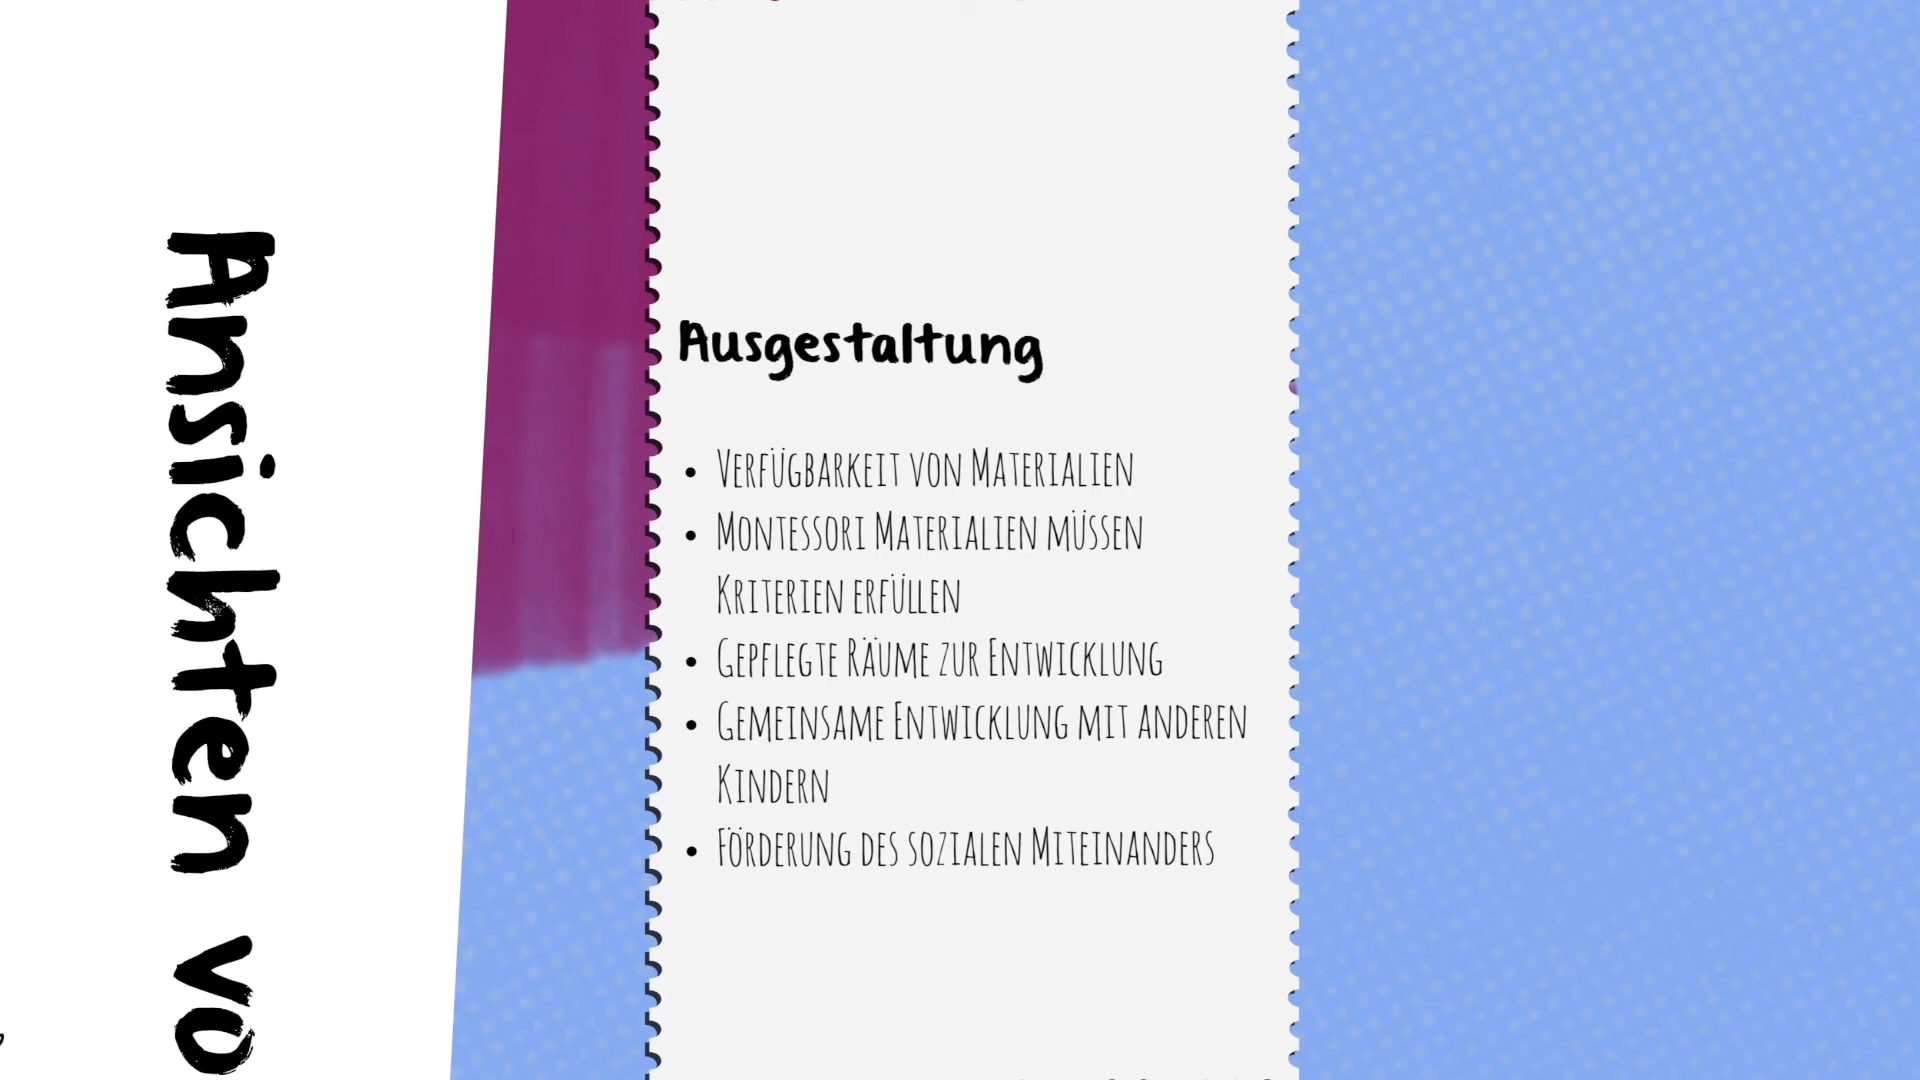 Ansichten vo
Ausgestaltung
• Verfügbarkeit von Materialien
• Montessori Materialien müssen
Kriterien erfüllen
• Gepflegte Räume zur Entwicklung
• Gemeinsame Entwicklung mit anderen
Kindern
• Förderung des sozialen Miteinanders